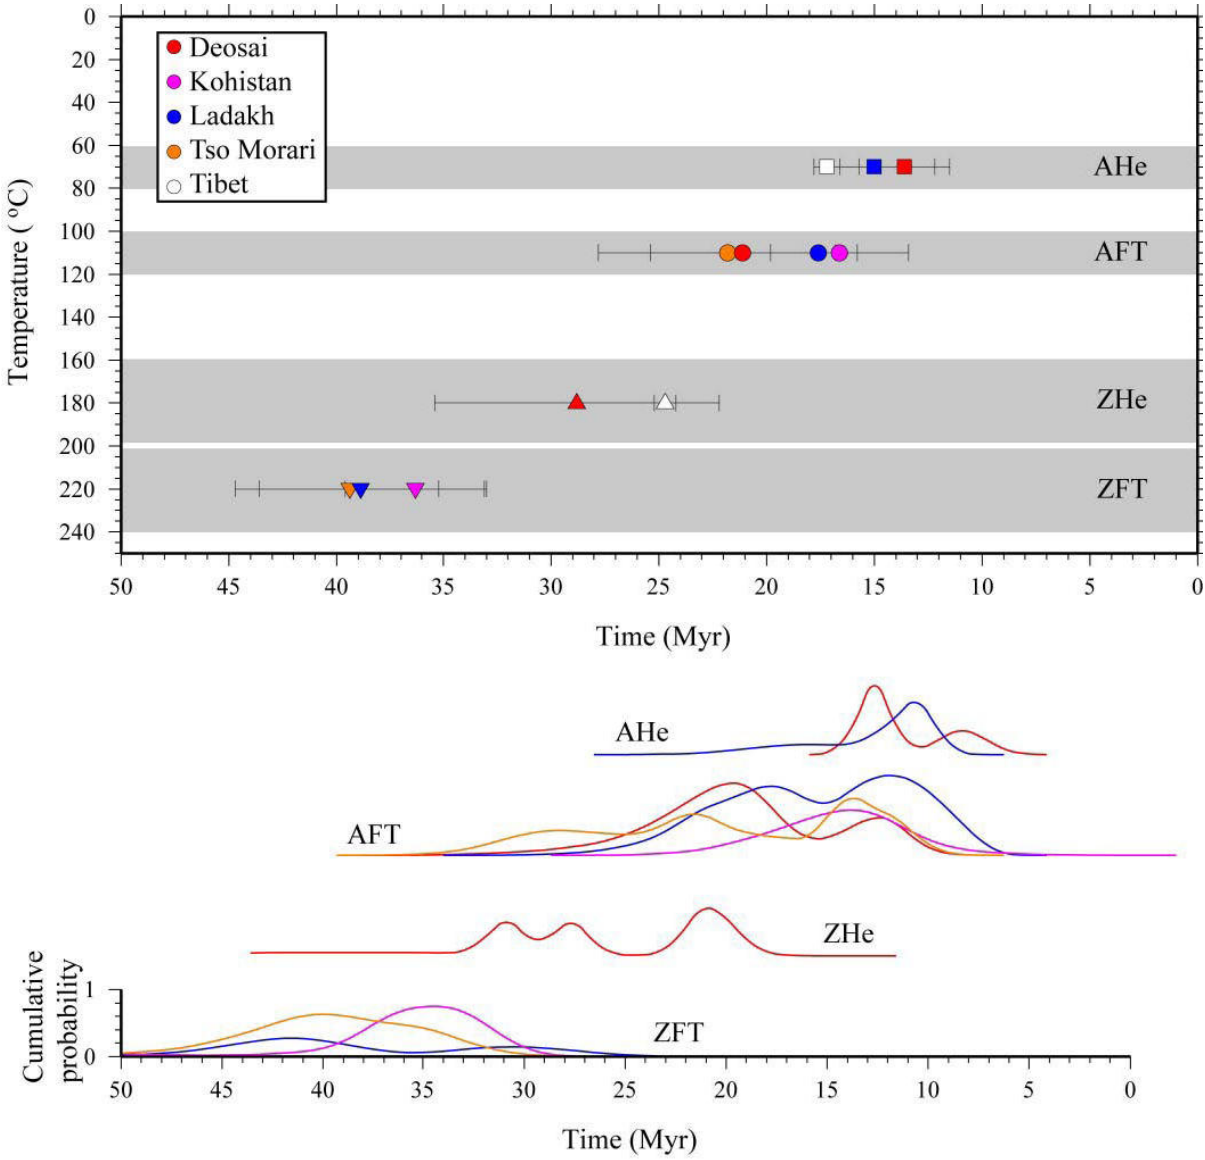 0
20
40
60
80
100
120
140
160
180
200
220
240
Temperature ( °C)
Deosai
Kohistan
Ladakh
Tso Morari
Tibet
AHe
AFT
ZHe
ZFT
50 45 40 35 30 25 20 15 10 5 0
Time (Myr)
AHe
AFT
ZHe
Cumulative
probability
1
0
ZFT
50 45 40 35 30 25 20 15 10 5 0
Time (Myr)